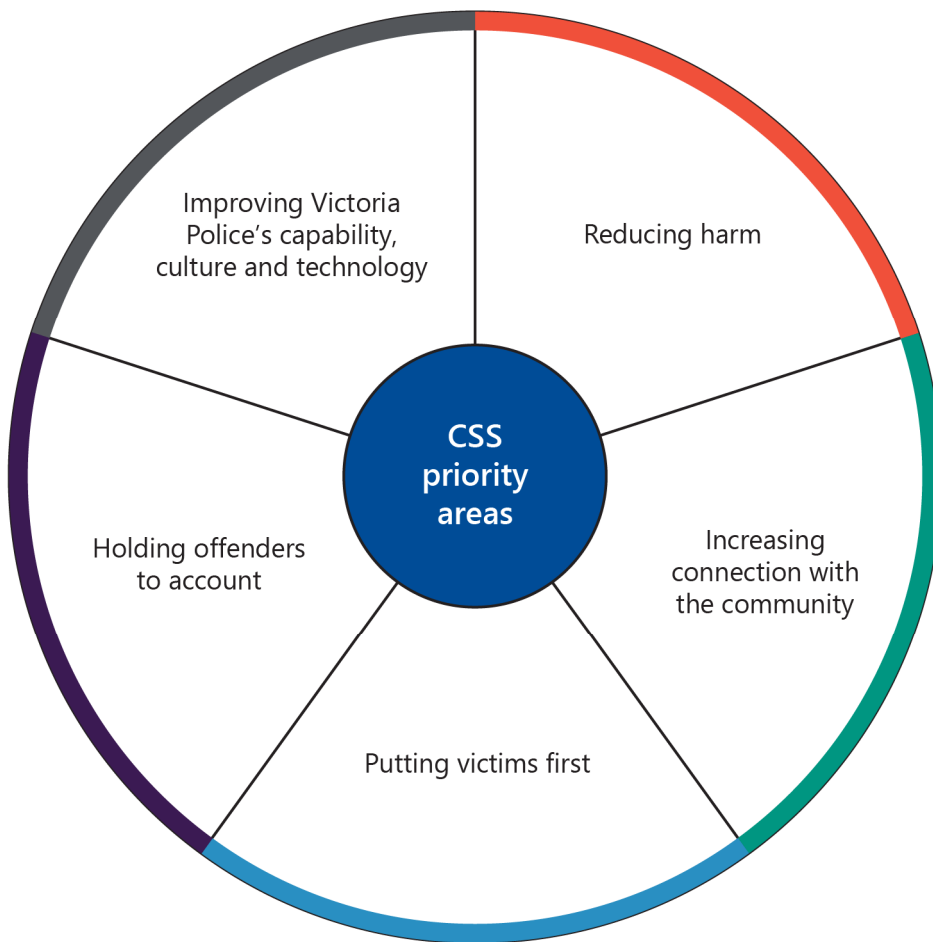 Improving Victoria
Police’s capability,
culture and technology
Reducing harm
CSS
priority
areas
Increasing
connection with
the community
Holding offenders
to account
Putting victims first